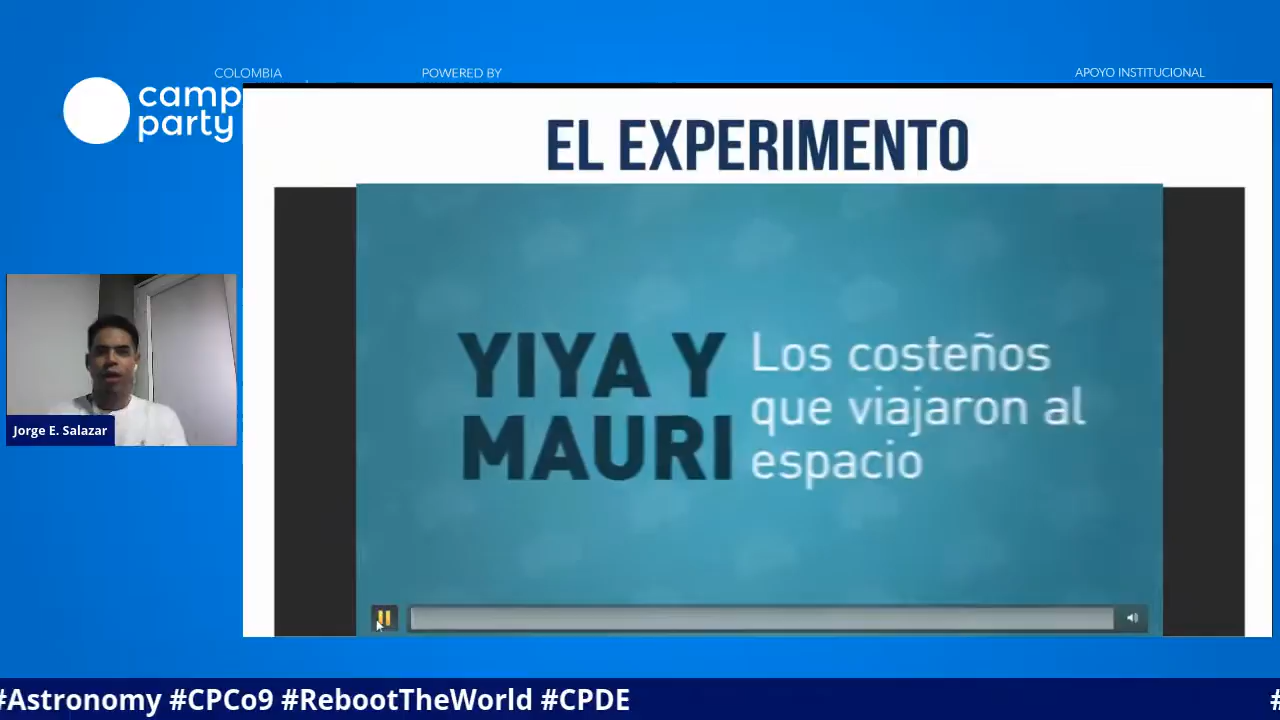 COLOMBIA
POWERED BY
APOYO INSTITUCIONAL
camp
party
EL EXPERIMENTO
YIYA Y
MAURI
Los costeños
que viajaron al
espacio
Jorge E. Salazar
#Astronomy #CPCo9 #RebootTheWorld #CPDE
#